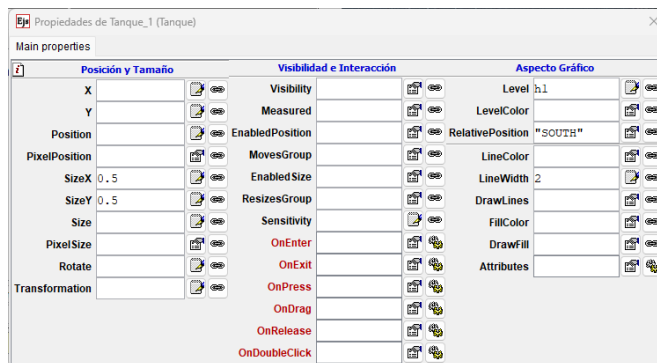 Ejs Propiedades de Tanque_1 (Tanque)
Main properties
Posición y Tamaño
X
Y
Position
PixelPosition
SizeX 0.5
SizeY 0.5
Size
PixelSize
Rotate
Transformation
Visibilidad e Interacción
Visibility
Measured
EnabledPosition
MovesGroup
EnabledSize
ResizesGroup
Sensitivity
OnEnter
OnExit
OnPress
OnDrag
OnRelease
OnDoubleClick
Aspecto Gráfico
Level h1
LevelColor
RelativePosition "SOUTH"
LineColor
LineWidth 2
DrawLines
FillColor
DrawFill
Attributes